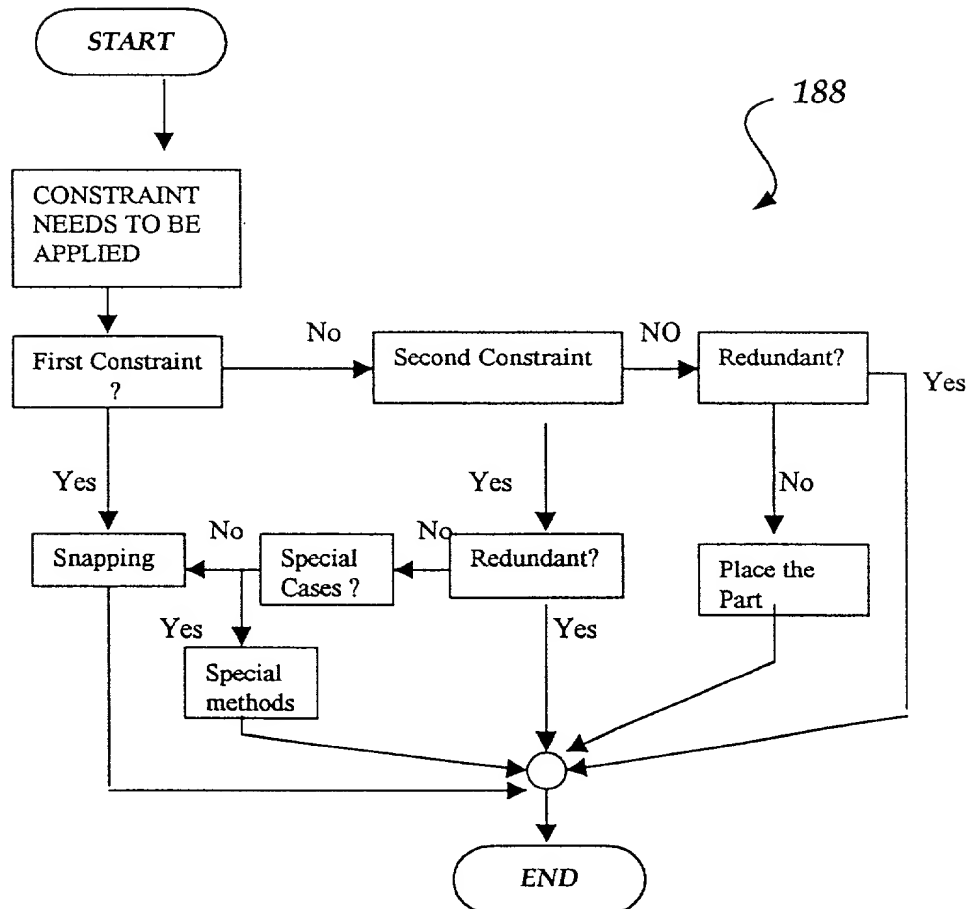 START
188
CONSTRAINT
NEEDS TO BE
APPLIED
No
NO
First Constraint
?
Second Constraint
Redundant?
Yes
Yes
Yes
No
Snapping
No
Special
Cases ?
No
Redundant?
Place the
Part
Yes
Special
methods
Yes
END